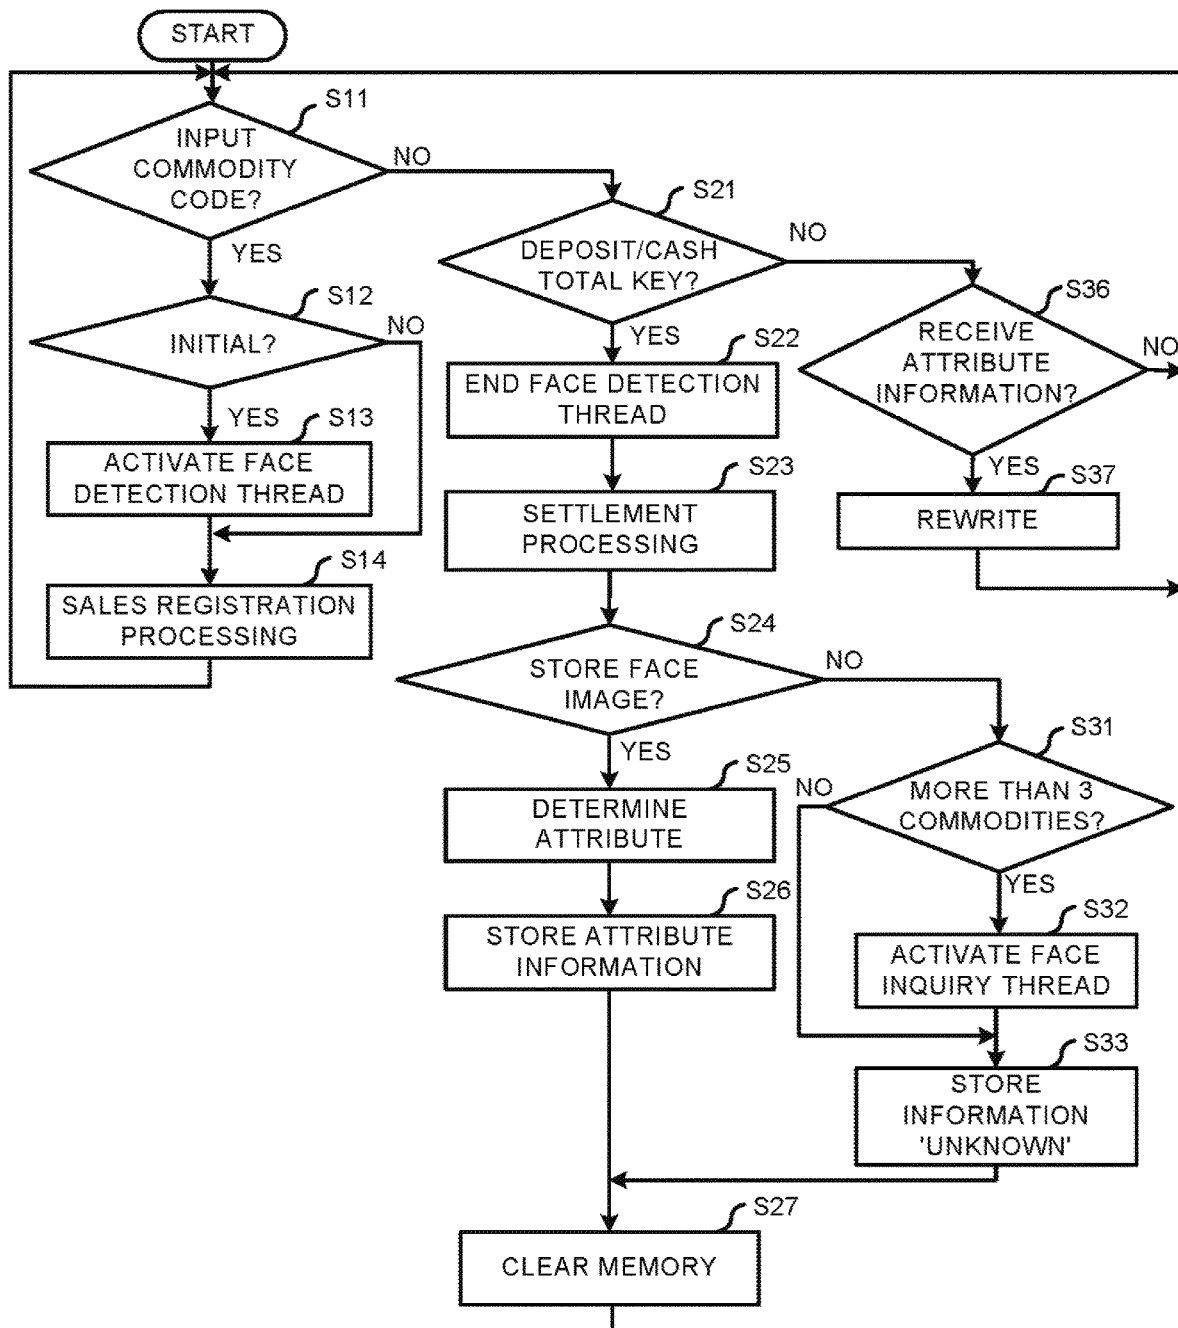 START
S11
INPUT
COMMODITY
CODE?
NO
YES
S12
INITIAL?
NO
YES
S13
ACTIVATE FACE
DETECTION THREAD
S14
SALES REGISTRATION
PROCESSING
S21
DEPOSIT/CASH
TOTAL KEY?
NO
YES
S22
END FACE DETECTION
THREAD
S23
SETTLEMENT
PROCESSING
S24
STORE FACE
IMAGE?
NO
YES
S25
DETERMINE
ATTRIBUTE
S26
STORE ATTRIBUTE
INFORMATION
S36
RECEIVE
ATTRIBUTE
INFORMATION?
NO
YES
S37
REWRITE
S31
MORE THAN 3
COMMODITIES?
NO
YES
S32
ACTIVATE FACE
INQUIRY THREAD
S33
STORE
INFORMATION
'UNKNOWN'
S27
CLEAR MEMORY